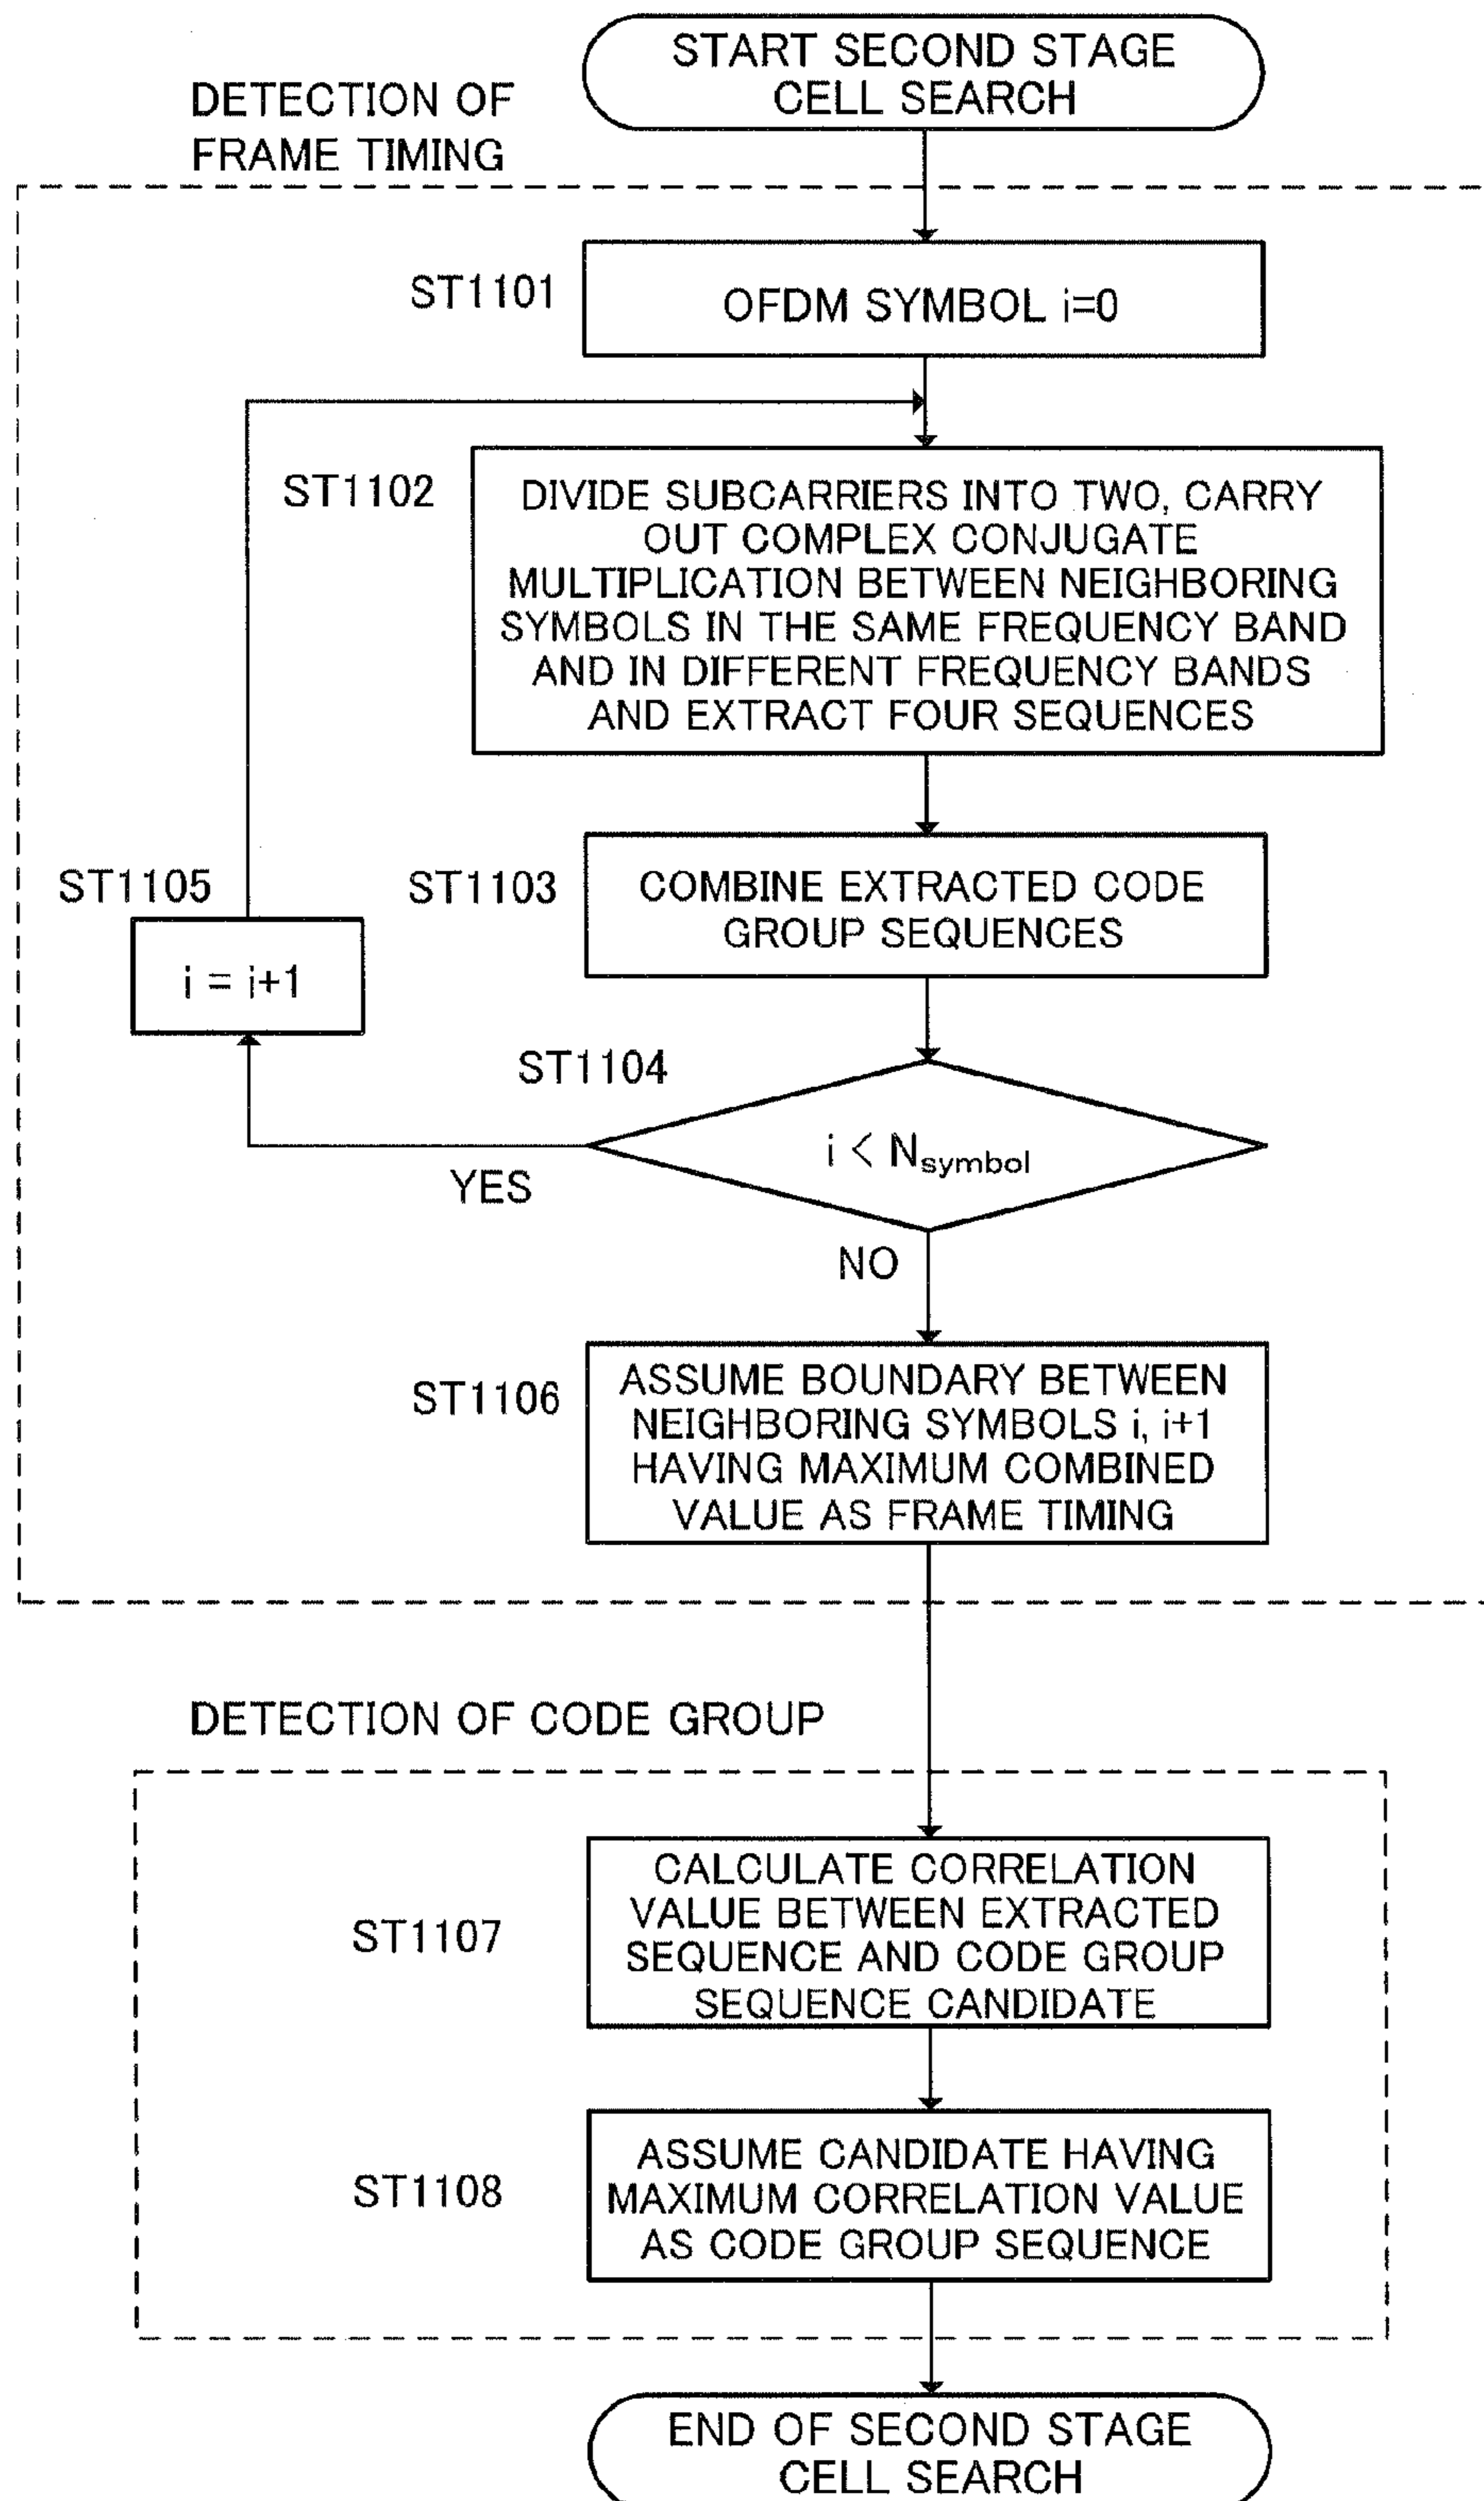 START SECOND STAGE
CELL SEARCH
DETECTION OF
FRAME TIMING
ST1101
OFDM SYMBOL i=0
ST1102
DIVIDE SUBCARRIERS INTO TWO, CARRY
OUT COMPLEX CONJUGATE
MULTIPLICATION BETWEEN NEIGHBORING
SYMBOLS IN THE SAME FREQUENCY BAND
AND IN DIFFERENT FREQUENCY BANDS
AND EXTRACT FOUR SEQUENCES
ST1105
i = i+1
ST1103
COMBINE EXTRACTED CODE
GROUP SEQUENCES
ST1104
i < Nsymbol
YES
NO
ST1106
ASSUME BOUNDARY BETWEEN
NEIGHBORING SYMBOLS i, i+1
HAVING MAXIMUM COMBINED
VALUE AS FRAME TIMING
DETECTION OF CODE GROUP
ST1107
CALCULATE CORRELATION
VALUE BETWEEN EXTRACTED
SEQUENCE AND CODE GROUP
SEQUENCE CANDIDATE
ST1108
ASSUME CANDIDATE HAVING
MAXIMUM CORRELATION VALUE
AS CODE GROUP SEQUENCE
END OF SECOND STAGE
CELL SEARCH